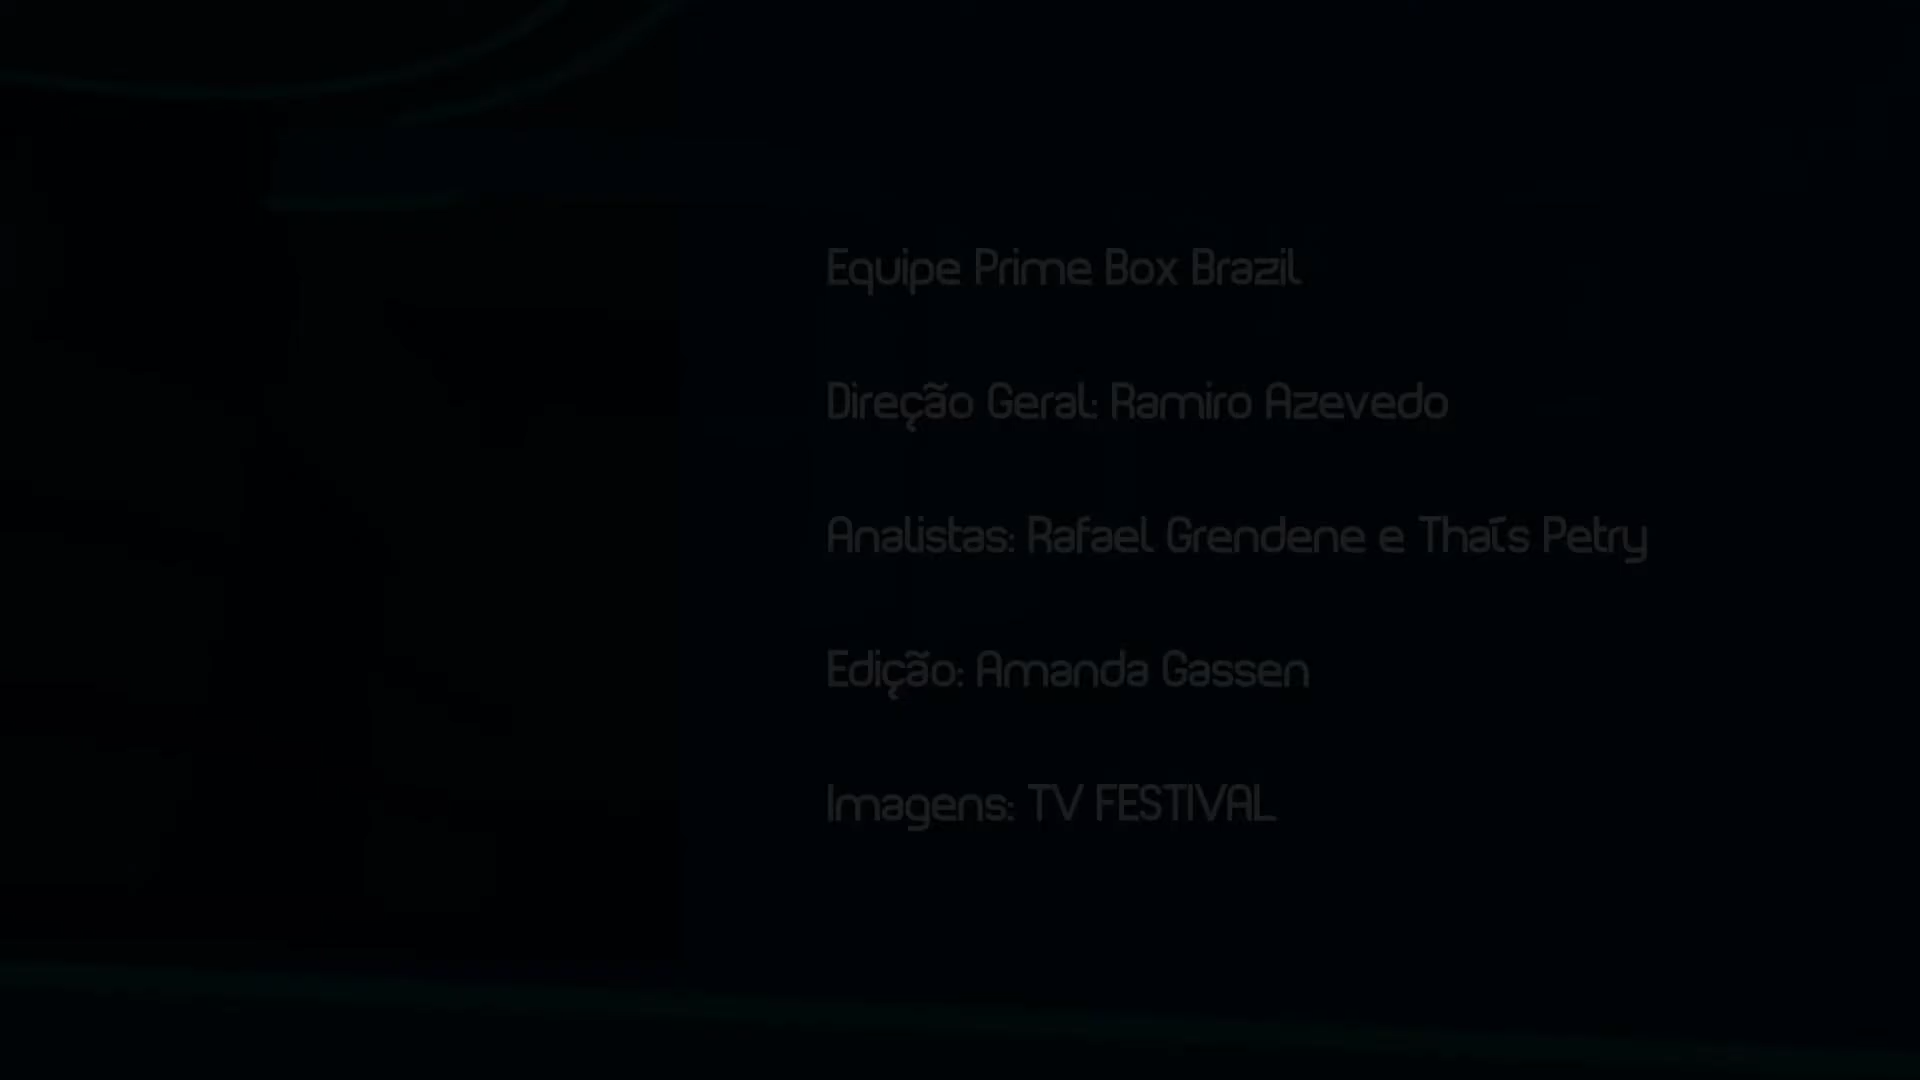 Equipe Prime Box Brazil
Direção Geral: Ramiro Azevedo
Analistas: Rafael Grendene e Thaís Petry
Edição: Amanda Gassen
Imagens: TV FESTIVAL